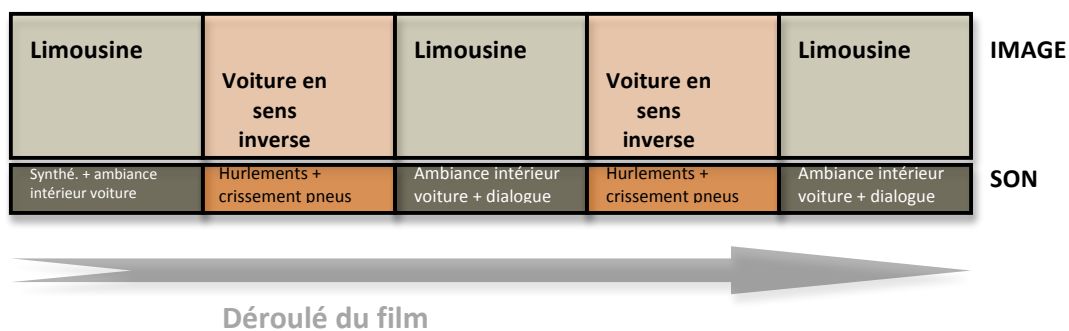 Limousine
Voiture en
sens
inverse
Limousine
Voiture en
sens
inverse
Limousine
IMAGE
Synthé. + ambiance
intérieur voiture
Hurlements +
crissement pneus
Ambiance intérieur
voiture + dialogue
Hurlements +
crissement pneus
Ambiance intérieur
voiture + dialogue
SON
Déroulé du film